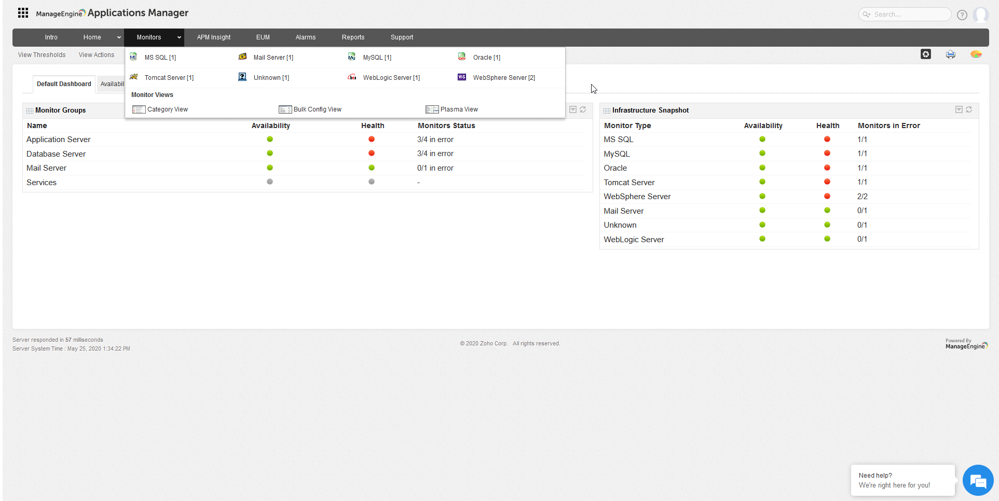 ManageEngine Applications Manager
Search...
?
Intro Home Monitors APM Insight EUM Alarms Reports Support
View Thresholds View Actions
MS SQL [1] Mail Server [1] MySQL [1] Oracle [1]
Tomcat Server [1] Unknown [1] WebLogic Server [1] WebSphere Server [2]
Monitor Views
Category View Bulk Config View Plasma View
Default Dashboard Availabil
Monitor Groups
Name Availability Health Monitors Status
Application Server 3/4 in error
Database Server 3/4 in error
Mail Server 0/1 in error
Services -
Infrastructure Snapshot
Monitor Type Availability Health Monitors in Error
MS SQL 1/1
MySQL 1/1
Oracle 1/1
Tomcat Server 1/1
WebSphere Server 2/2
Mail Server 0/1
Unknown 0/1
WebLogic Server 0/1
Server responded in 57 milliseconds
Server System Time : May 25, 2020 1:34:22 PM
© 2020 Zoho Corp. All rights reserved.
Powered By
ManageEngine
Need help?
We're right here for you!